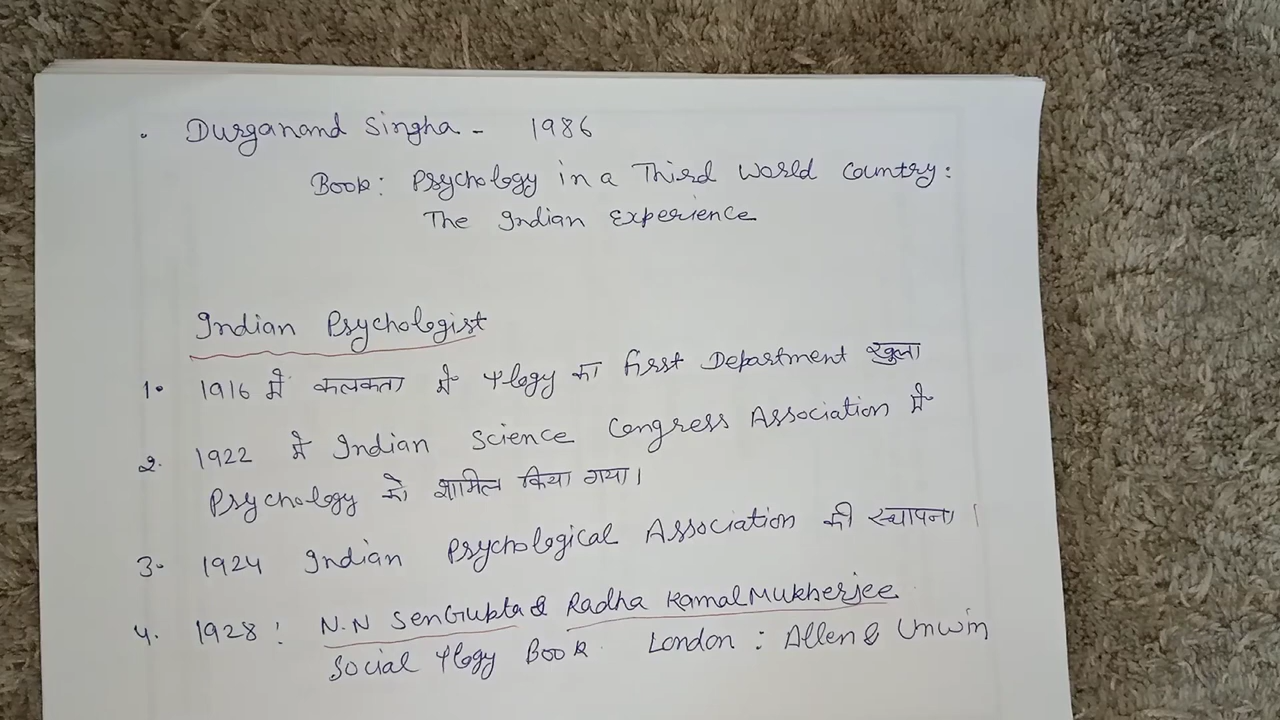 . Durganand Singha - 1986
Book: Psychology in a Third World Country:
The Indian Experience
Indian Psychologist
1. 1916 में कलकता में Ψlogy का first Department खुला
2. 1922 में Indian Science Congress Association में
Psychology को शामिल किया गया।
3. 1924 Indian Psychological Association की स्थापना।
4. 1928: N.N SenGupta & Radha Kamal Mukherjee
Social Ψlogy Book London: Allen & Unwin